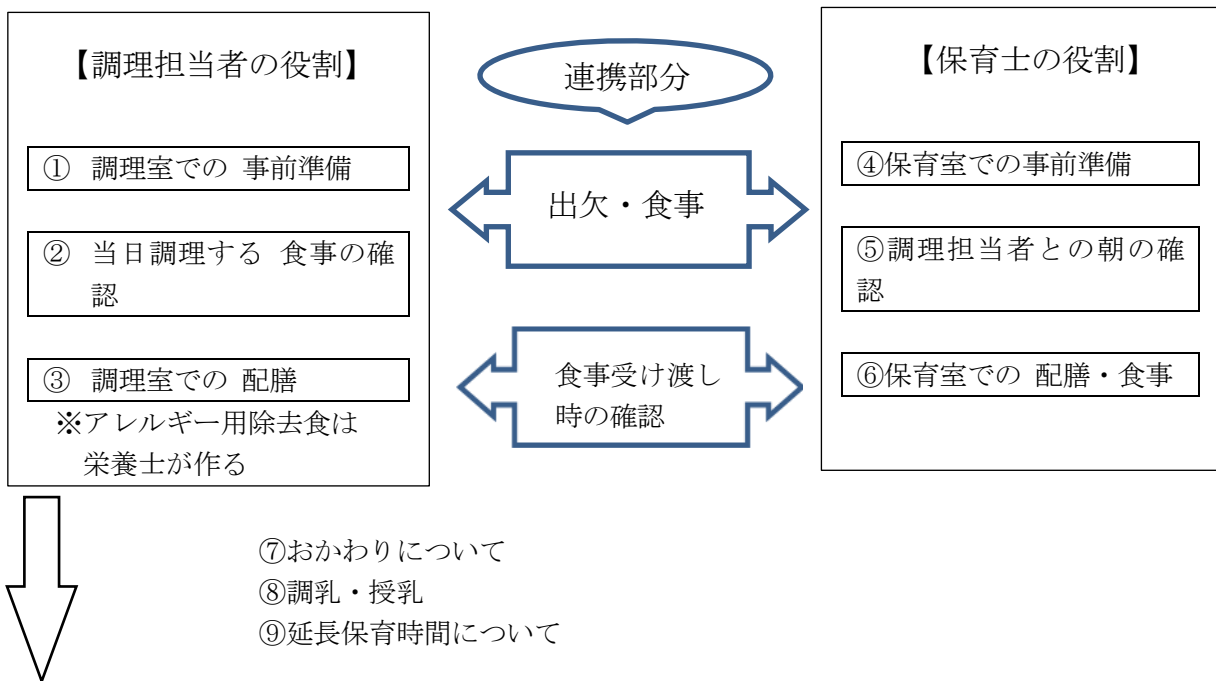 【調理担当者の役割】
① 調理室での 事前準備
② 当日調理する 食事の確
認
③ 調理室での 配膳
※アレルギー用除去食は
栄養士が作る
連携部分
出欠・食事
食事受け渡し
時の確認
【保育士の役割】
④保育室での事前準備
⑤調理担当者との朝の確
認
⑥保育室での 配膳・食事
⑦おかわりについて
⑧調乳・授乳
⑨延長保育時間について